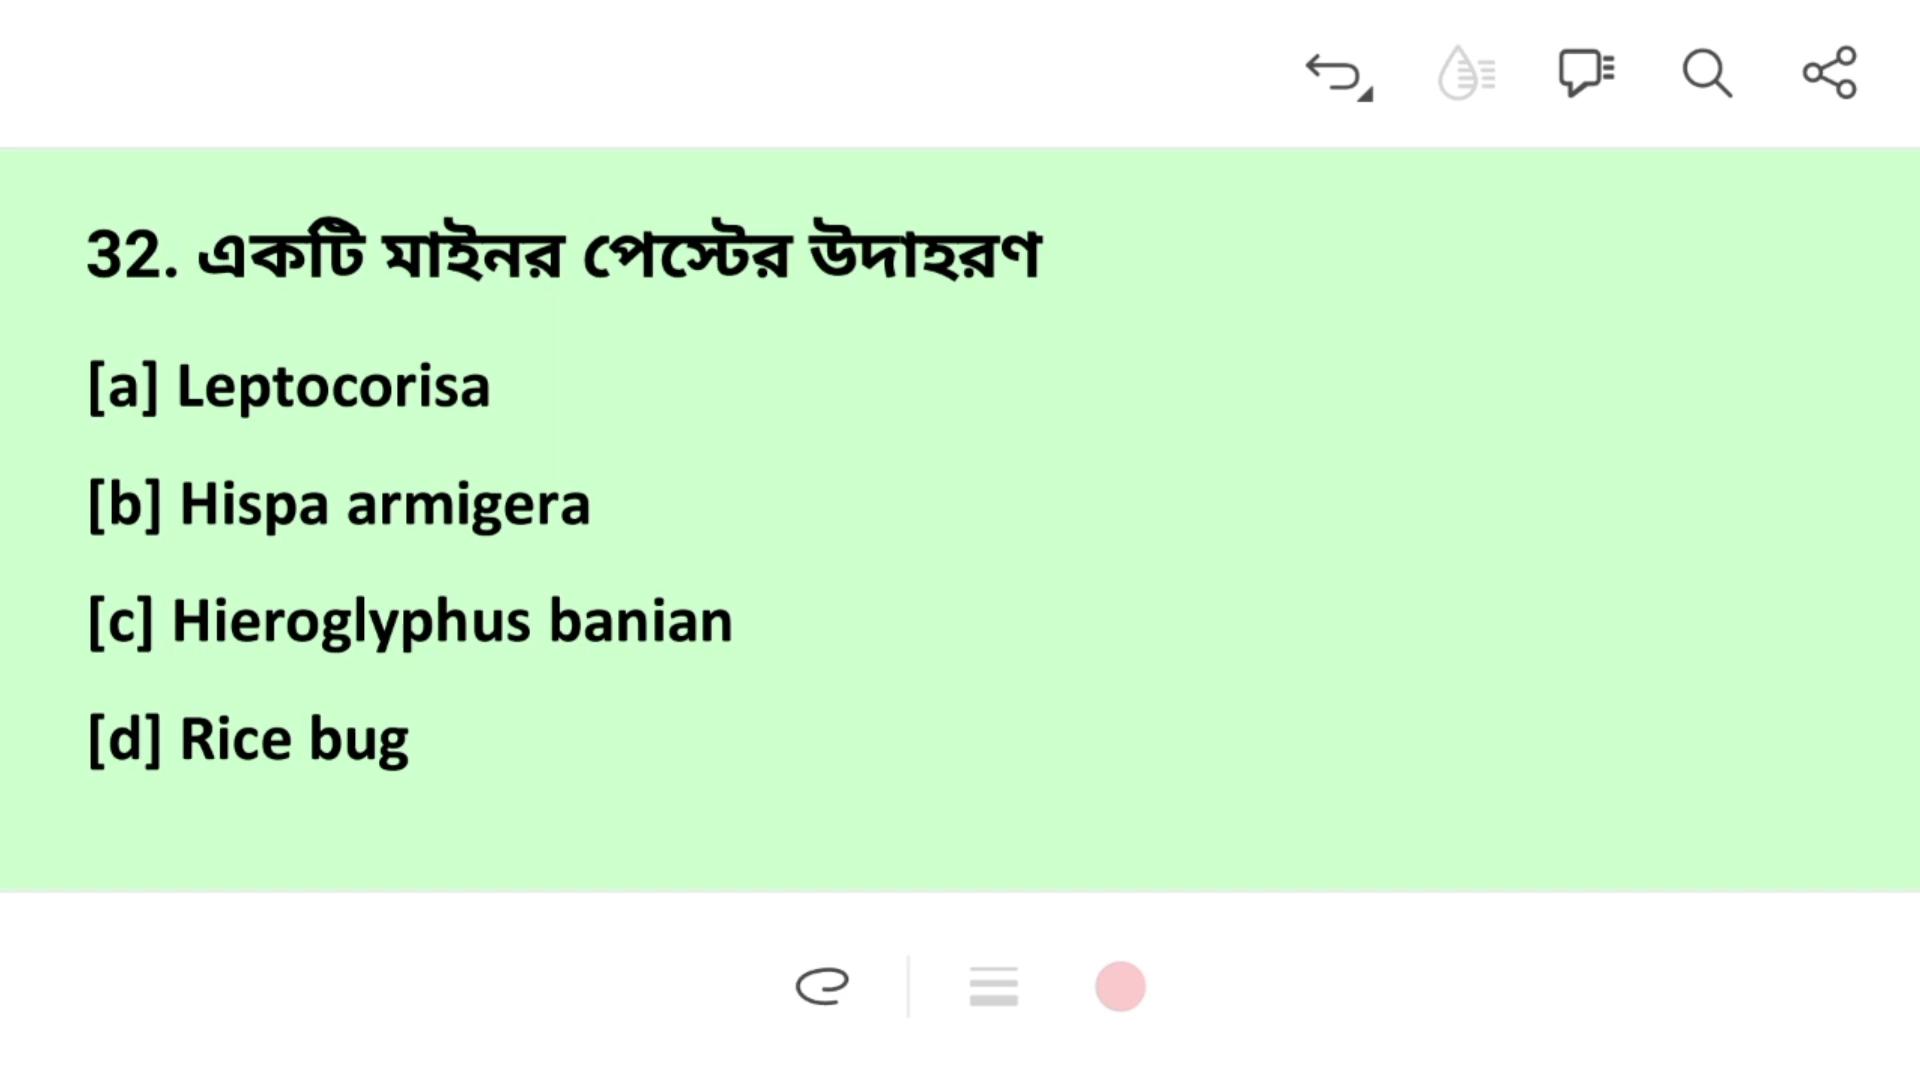 32. একটি মাইনর পেস্টের উদাহরণ
[a] Leptocorisa
[b] Hispa armigera
[c] Hieroglyphus banian
[d] Rice bug